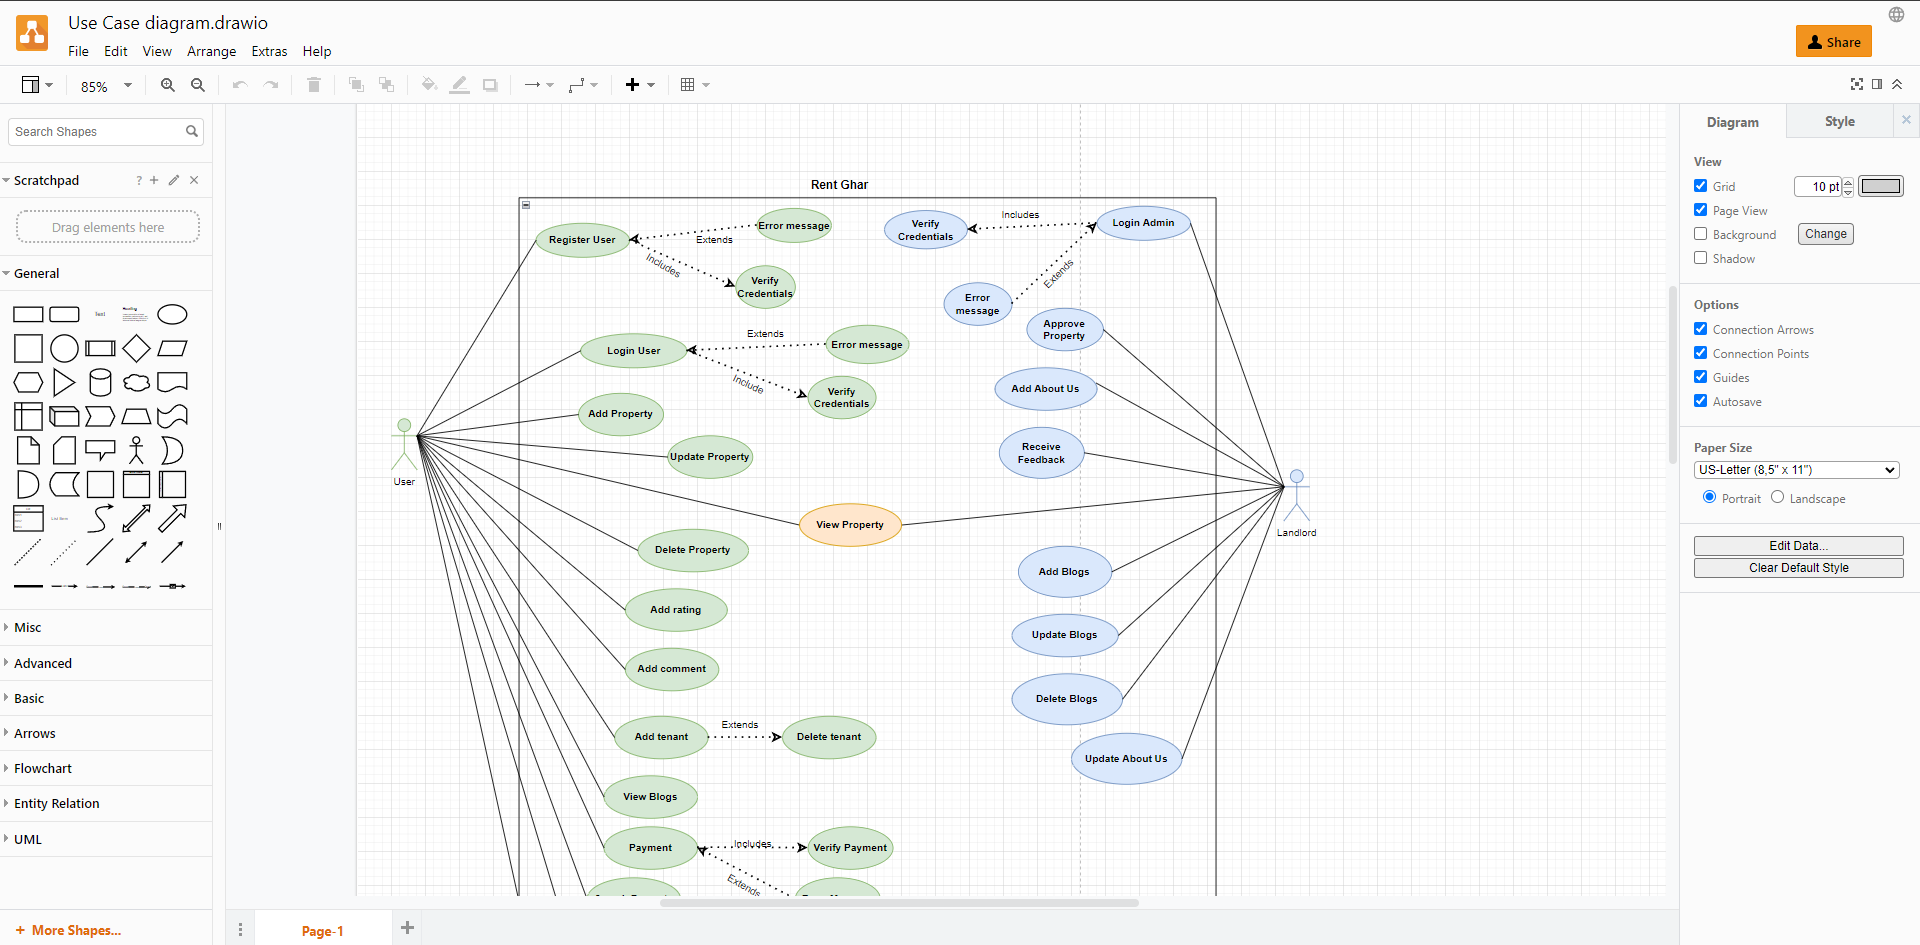 Use Case diagram.drawio
File Edit View Arrange Extras Help
Share
85%
Search Shapes
Scratchpad
?
Drag elements here
General
Text
Heading
Misc
Advanced
Basic
Arrows
Flowchart
Entity Relation
UML
+ More Shapes...
Rent Ghar
Register User
Extends
Error message
Includes
Verify
Credentials
Verify
Credentials
Includes
Login Admin
Extends
Error
message
Login User
Extends
Error message
Include
Verify
Credentials
Approve
Property
Add About Us
Add Property
Update Property
Receive
Feedback
User
View Property
Landlord
Delete Property
Add Blogs
Add rating
Update Blogs
Add comment
Delete Blogs
Add tenant
Extends
Delete tenant
Update About Us
View Blogs
Payment
Includes
Verify Payment
Extends
Page-1
Diagram
Style
View
Grid
10 pt
Page View
Background
Change
Shadow
Options
Connection Arrows
Connection Points
Guides
Autosave
Paper Size
US-Letter (8,5" x 11")
Portrait
Landscape
Edit Data...
Clear Default Style